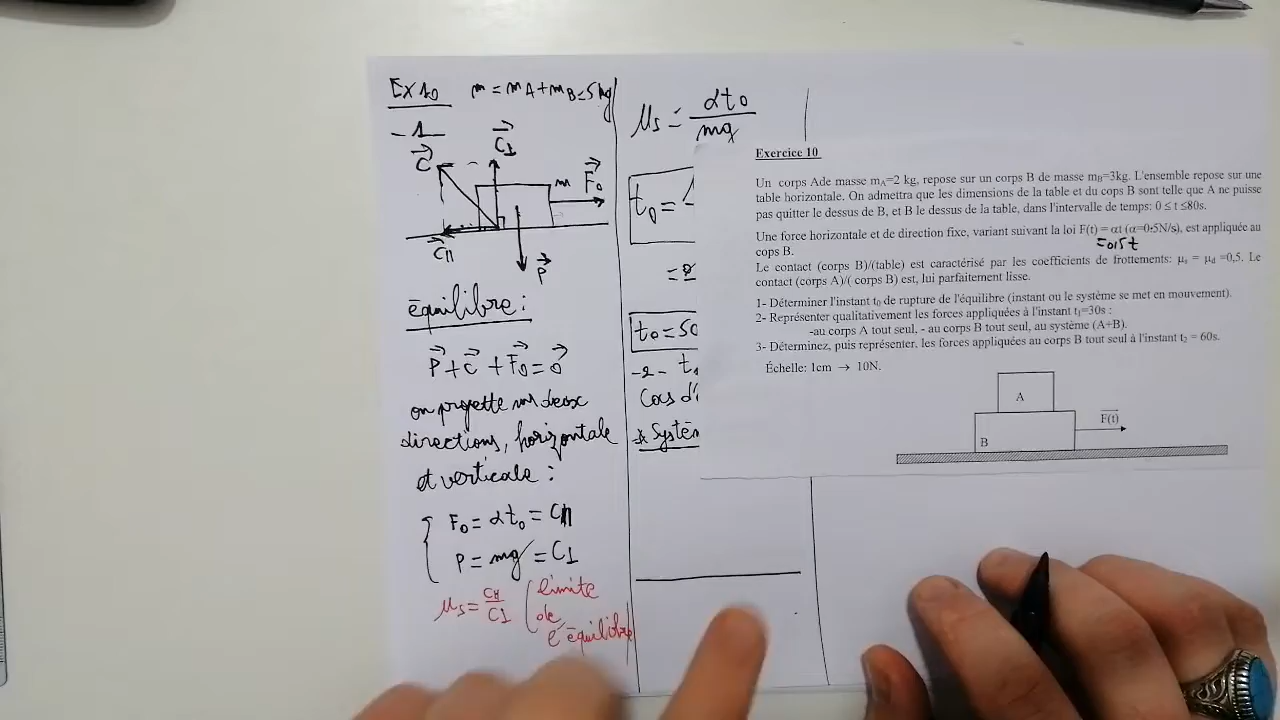 Exo
m = mA + mB = 5 kg
-1-
C⃗
C⃗⊥
m
F⃗₀
C⃗//
P⃗
équilibre :
P⃗ + C⃗ + F⃗₀ = 0⃗
on projette sur deux
directions, horizontale
et verticale :
F₀ = αt₀ = C//
P = mg = C⊥
μs = C///C⊥ (limite
de
l'équilibre
μs = αt₀/mg
t₀ =
t₀ = 50
-2-
Cas
* Systèm
Exercice 10
Un corps Ade masse mA=2 kg, repose sur un corps B de masse mB=3kg. L'ensemble repose sur une
table horizontale. On admettra que les dimensions de la table et du cops B sont telle que A ne puisse
pas quitter le dessus de B, et B le dessus de la table, dans l'intervalle de temps: 0 ≤ t ≤80s.
Une force horizontale et de direction fixe, variant suivant la loi F(t) = αt (α=0.5N/s), est appliquée au
=0,5 t
cops B.
Le contact (corps B)/(table) est caractérisé par les coefficients de frottements: μs = μd =0,5. Le
contact (corps A)/( corps B) est, lui parfaitement lisse.
1- Déterminer l'instant t₀ de rupture de l'équilibre (instant ou le système se met en mouvement).
2- Représenter qualitativement les forces appliquées à l'instant t₁=30s :
-au corps A tout seul, - au corps B tout seul, au système (A+B).
3- Déterminez, puis représenter, les forces appliquées au corps B tout seul à l'instant t₂ = 60s.
Échelle: 1cm → 10N.
A
B
F⃗(t)